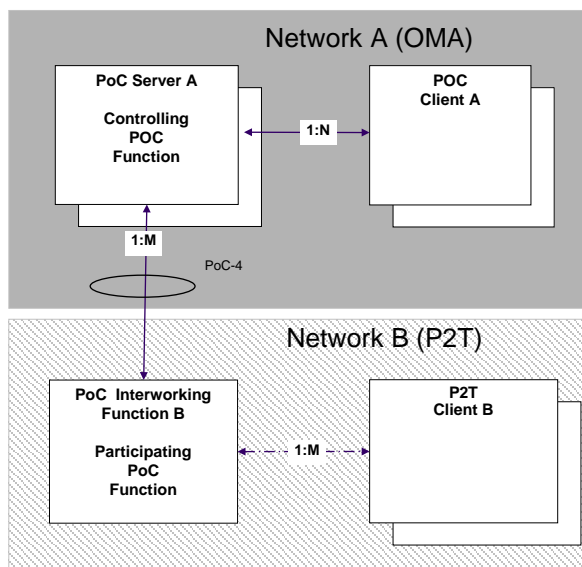 Network A (OMA)
PoC Server A
Controlling
POC
Function
1:N
POC
Client A
1:M
PoC-4
Network B (P2T)
PoC Interworking
Function B
Participating
PoC
Function
1:M
P2T
Client B